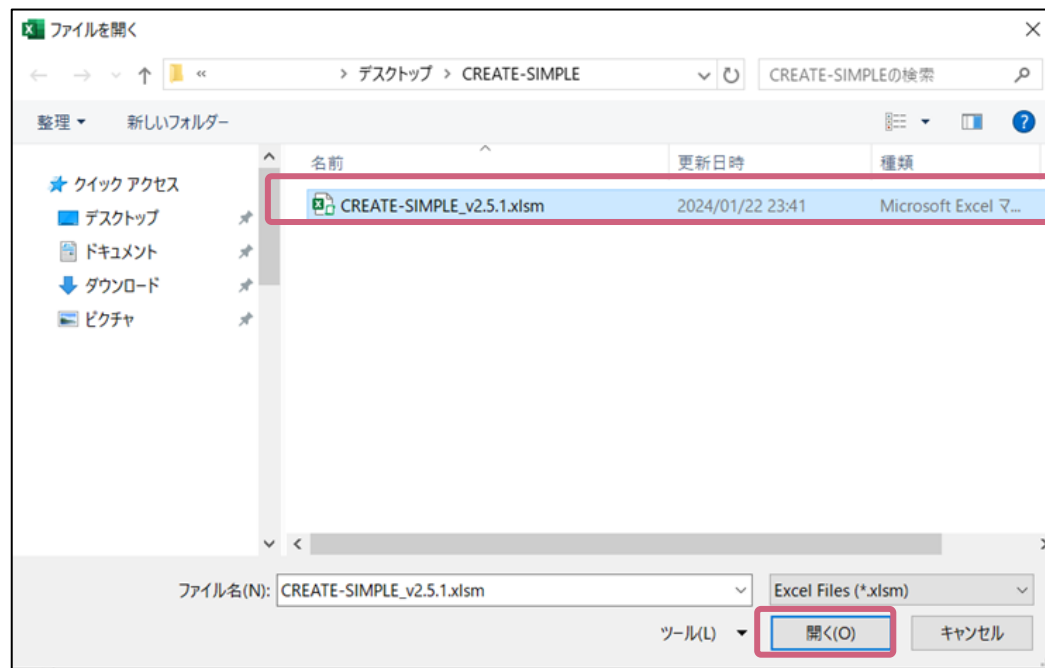 ファイルを開く
« > デスクトップ > CREATE-SIMPLE
CREATE-SIMPLEの検索
整理 新しいフォルダー
名前 更新日時 種類
クイック アクセス
CREATE-SIMPLE_v2.5.1.xlsm 2024/01/22 23:41 Microsoft Excel マ...
デスクトップ
ドキュメント
ダウンロード
ピクチャ
ファイル名(N): CREATE-SIMPLE_v2.5.1.xlsm Excel Files (*.xlsm)
ツール(L) 開く(O) キャンセル